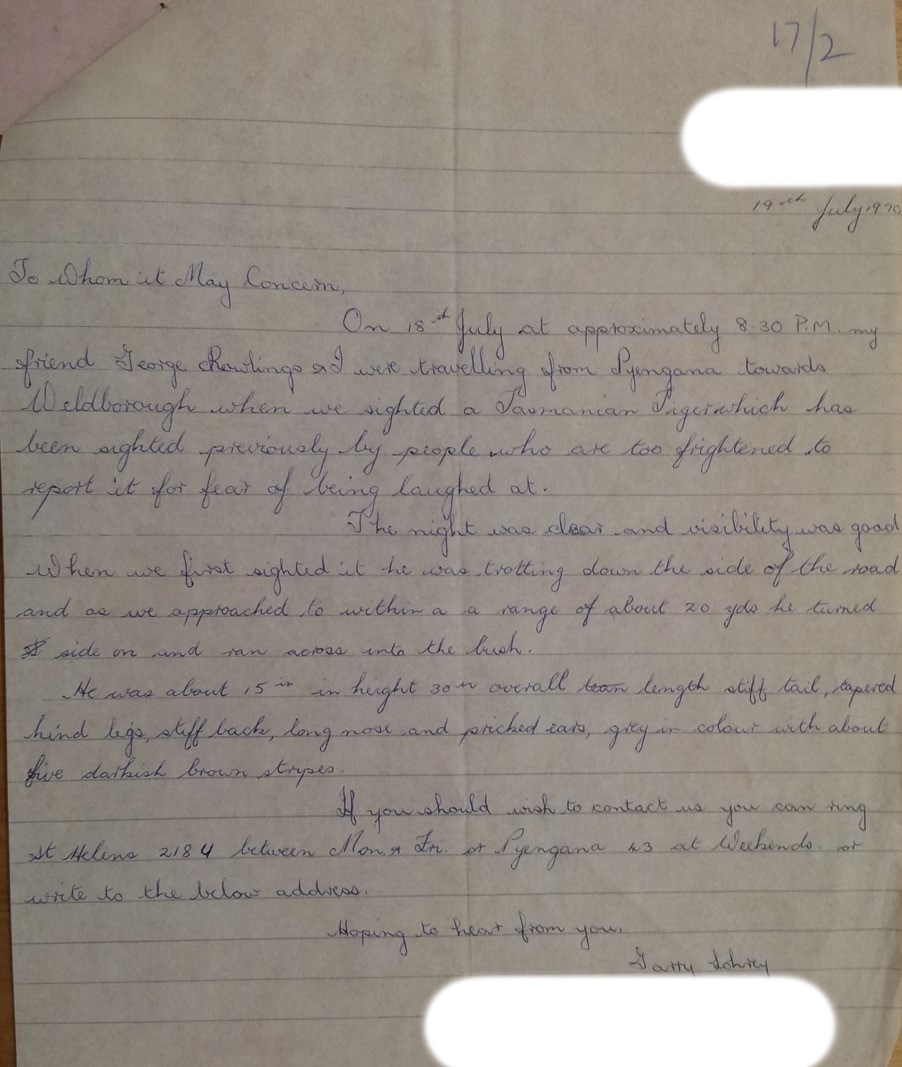 17/2
19th July 1970
To Whom it May Concern,
On 18th July at approximately 8.30 P.M. my
friend George Rowlings & I were travelling from Pyengana towards
Weldborough when we sighted a Tasmanian Tiger which has
been sighted previously by people who are too frightened to
report it for fear of being laughed at.
The night was clear and visibility was good
When we first sighted it he was trotting down the side of the road
and as we approached to within a a range of about 20 yds he turned
side on and ran across into the bush.
He was about 15 in in height 30 in overall length stiff tail, tapered
hind legs, stiff back, long nose and pricked ears, grey in colour with about
five darkish brown stripes.
If you should wish to contact us you can ring
St Helens 2184 between Mon & Fri. or Pyengana 43 at Weekends. or
write to the below address.
Hoping to hear from you.